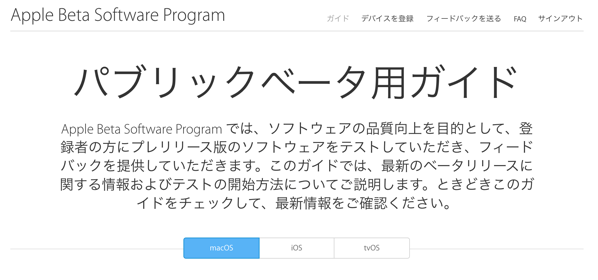 Apple Beta Software Program
ガイド デバイスを登録 フィードバックを送る FAQ サインアウト
パブリックベータ用ガイド
Apple Beta Software Program では、ソフトウェアの品質向上を目的として、登
録者の方にプレリリース版のソフトウェアをテストしていただき、フィード
バックを提供していただきます。このガイドでは、最新のベータリリースに
関する情報およびテストの開始方法についてご説明します。ときどきこのガ
イドをチェックして、最新情報をご確認ください。
macOS iOS tvOS